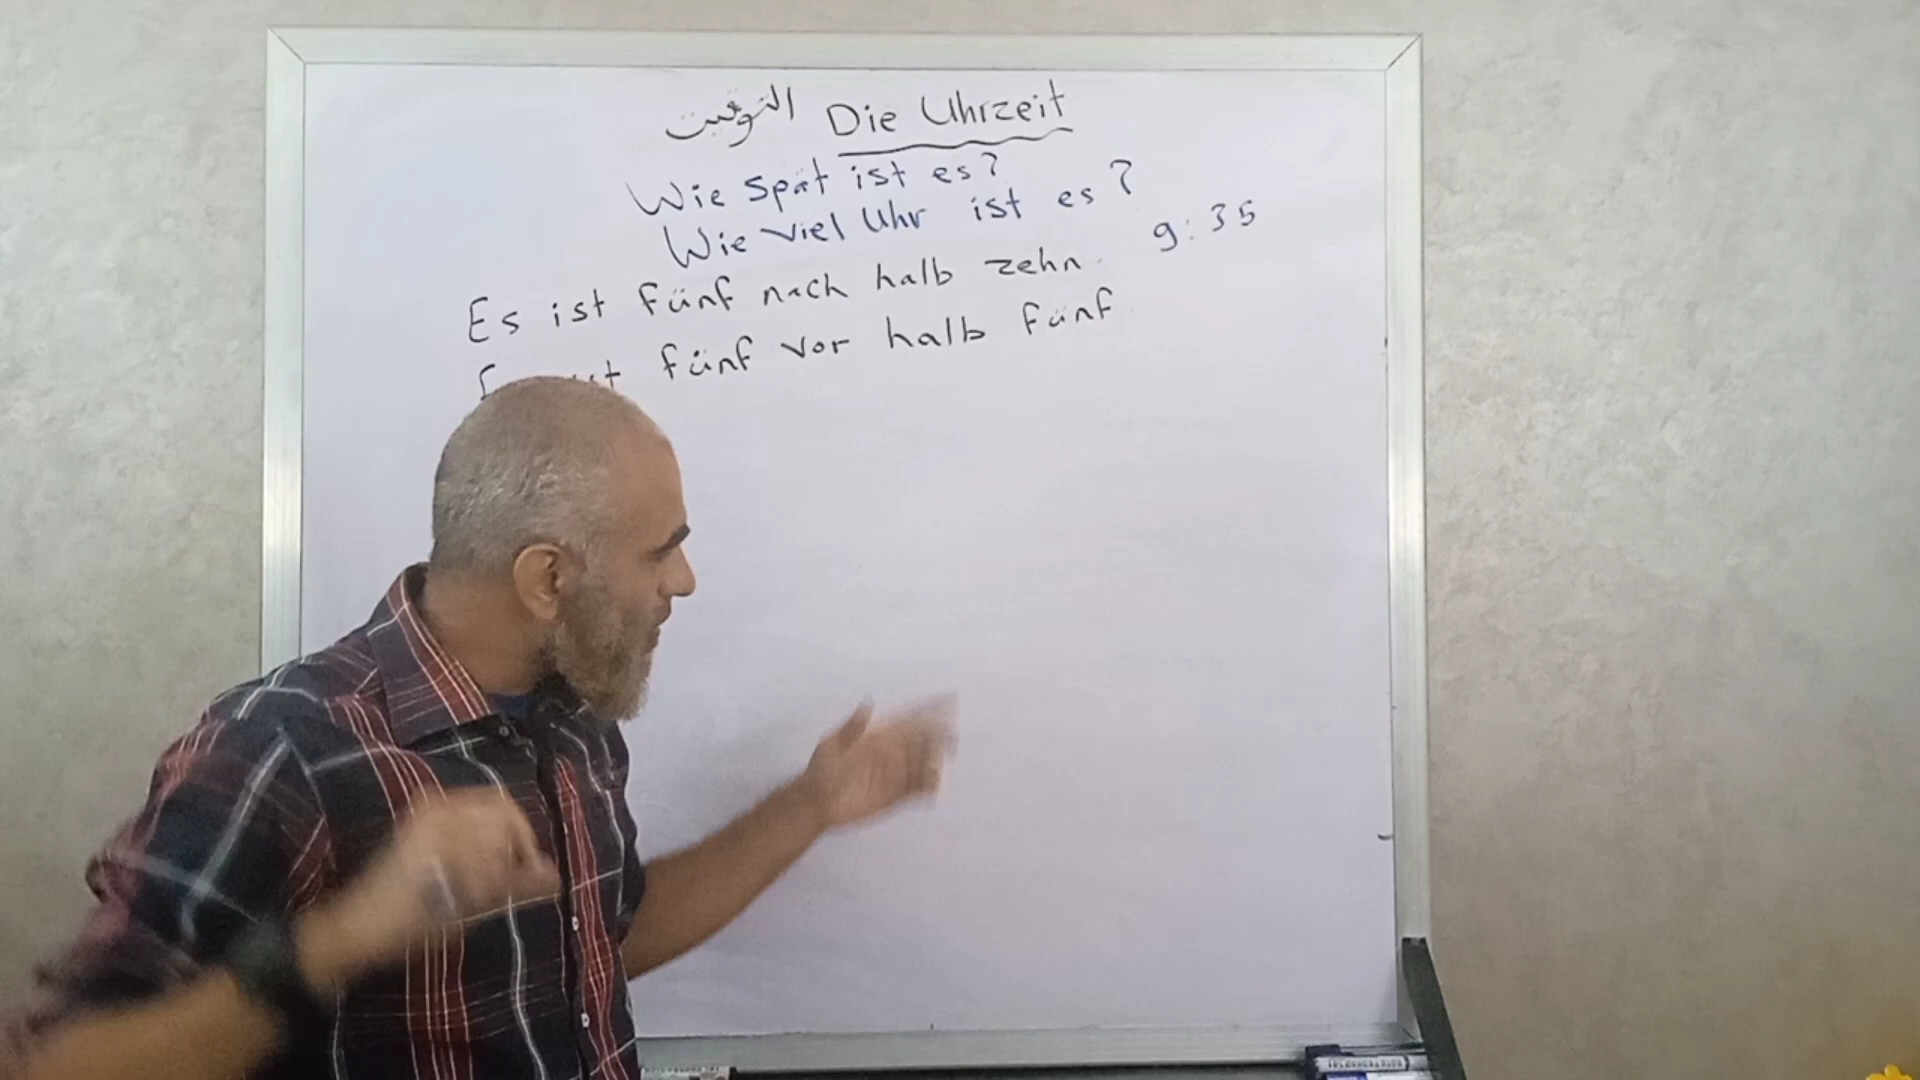 التوقيت Die Uhrzeit
Wie spät ist es?
Wie viel Uhr ist es?
Es ist fünf nach halb zehn. 9:35
fünf vor halb fünf.